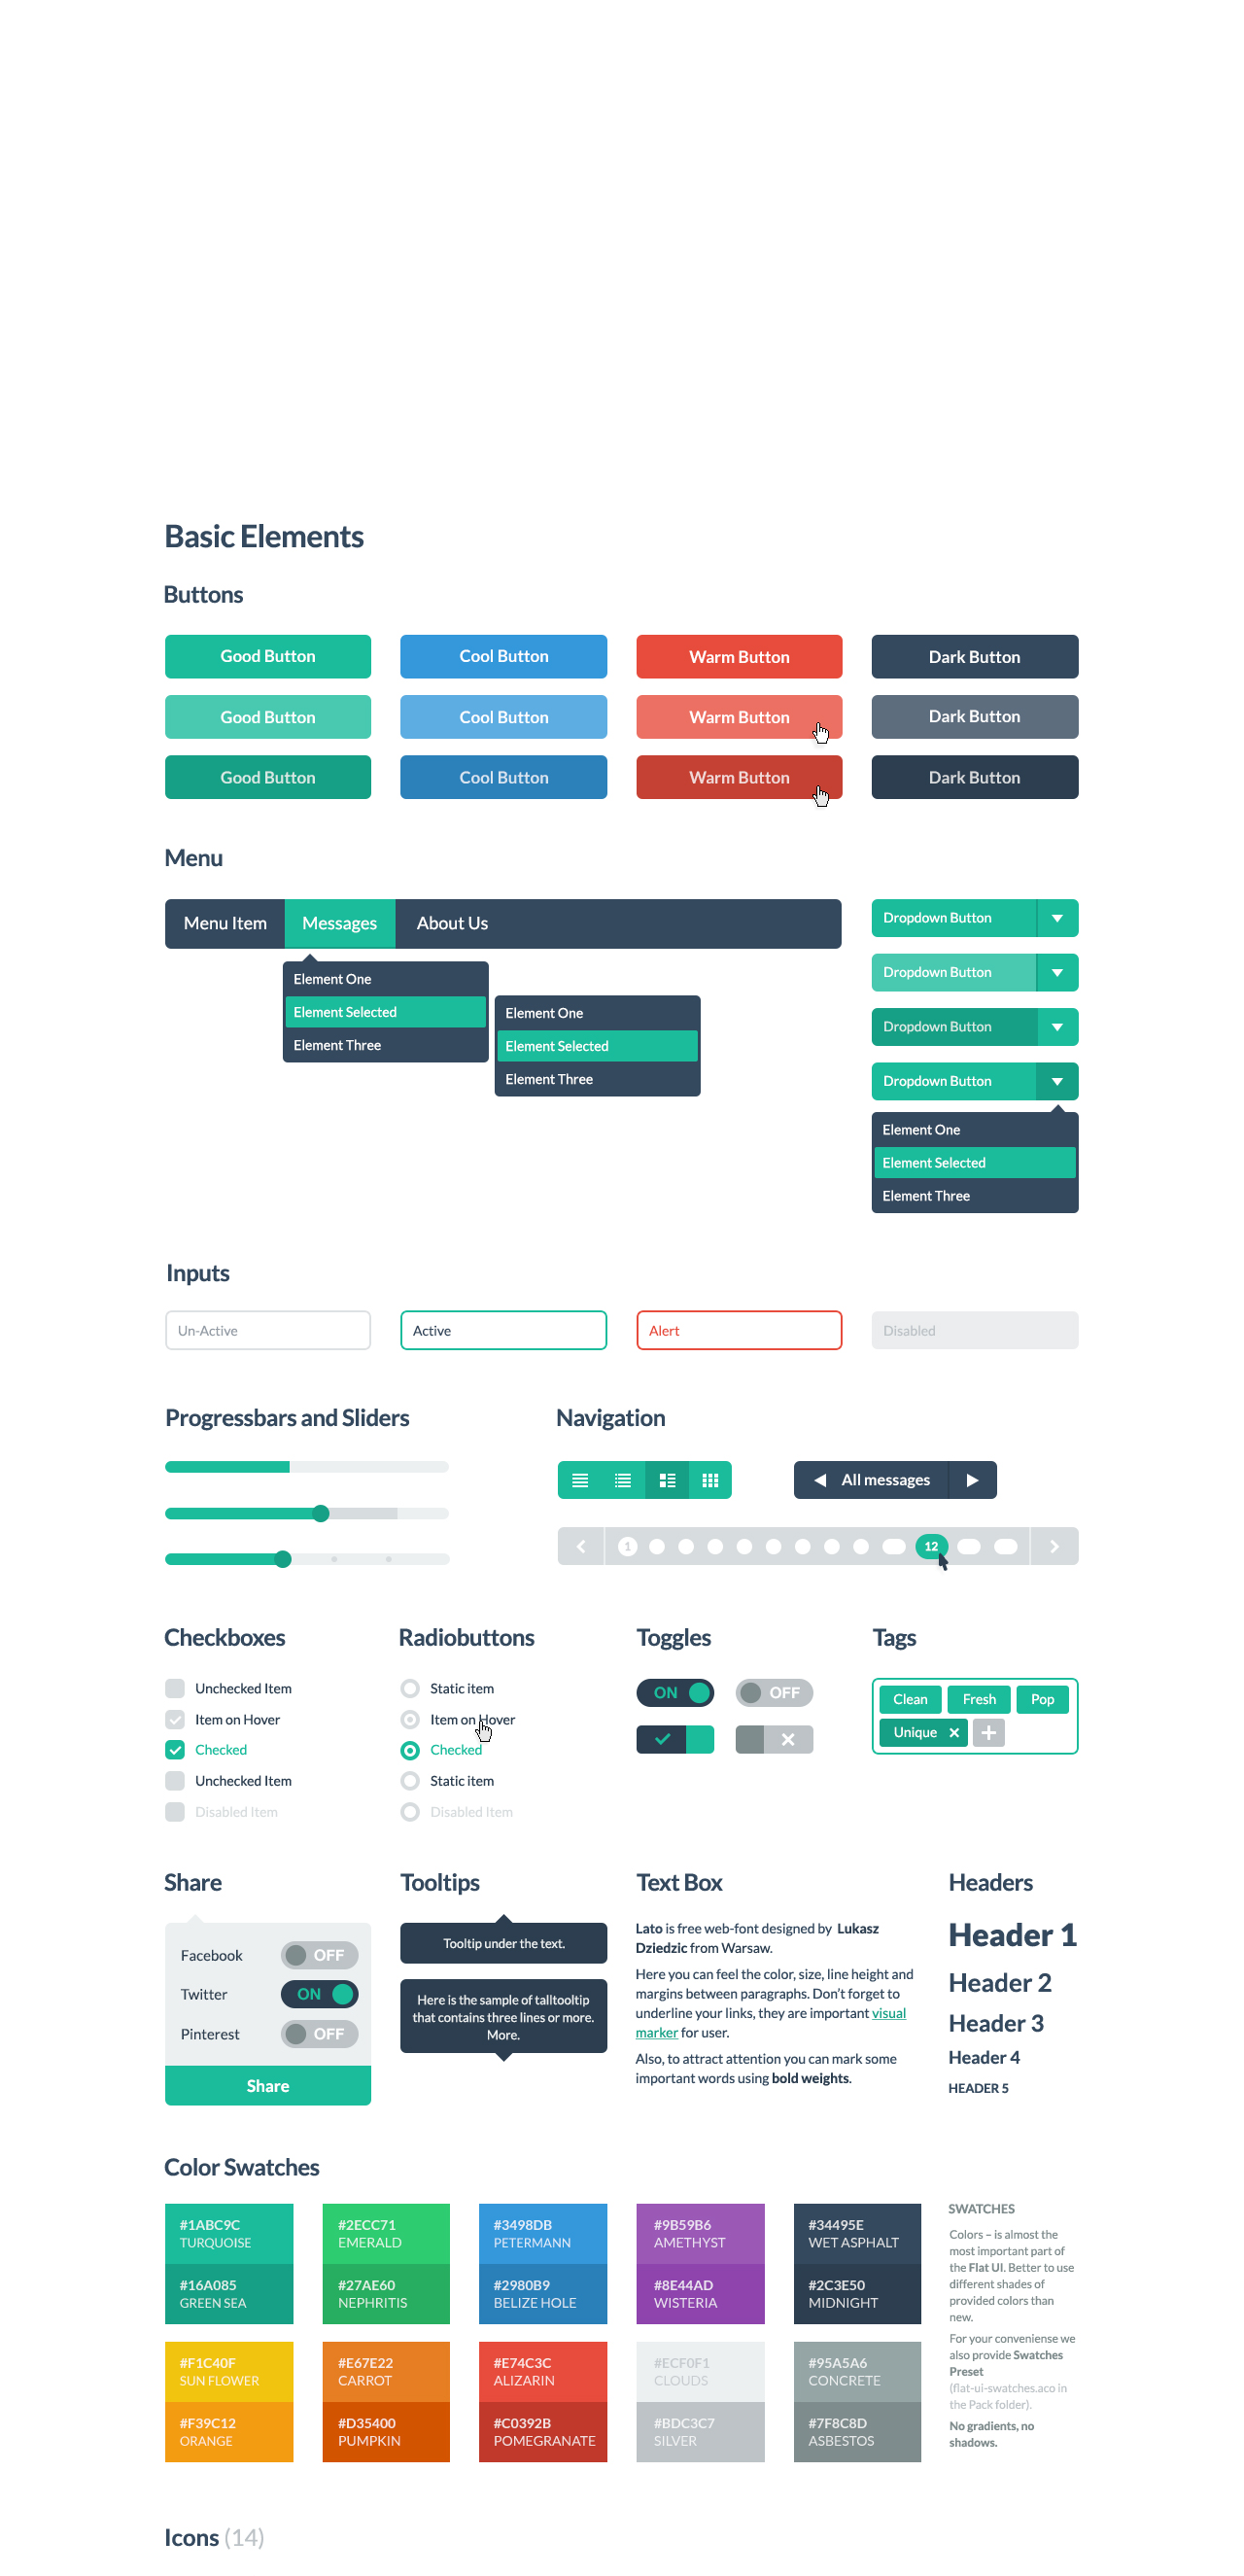 Basic Elements
Buttons
Good Button
Cool Button
Warm Button
Dark Button
Good Button
Cool Button
Warm Button
Dark Button
Good Button
Cool Button
Warm Button
Dark Button
Menu
Menu Item
Messages
About Us
Element One
Element Selected
Element Three
Element One
Element Selected
Element Three
Dropdown Button
Dropdown Button
Dropdown Button
Dropdown Button
Element One
Element Selected
Element Three
Inputs
Un-Active
Active
Alert
Disabled
Progressbars and Sliders
Navigation
All messages
1
12
Checkboxes
Unchecked Item
Item on Hover
Checked
Unchecked Item
Disabled Item
Radiobuttons
Static item
Item on Hover
Checked
Static item
Disabled Item
Toggles
ON
OFF
Tags
Clean
Fresh
Pop
Unique
Share
Facebook
OFF
Twitter
ON
Pinterest
OFF
Share
Tooltips
Tooltip under the text.
Here is the sample of talltooltip
that contains three lines or more.
More.
Text Box
Lato is free web-font designed by Lukasz
Dziedzic from Warsaw.
Here you can feel the color, size, line height and
margins between paragraphs. Don’t forget to
underline your links, they are important visual
marker for user.
Also, to attract attention you can mark some
important words using bold weights.
Headers
Header 1
Header 2
Header 3
Header 4
HEADER 5
Color Swatches
#1ABC9C
TURQUOISE
#16A085
GREEN SEA
#2ECC71
EMERALD
#27AE60
NEPHRITIS
#3498DB
PETERMANN
#2980B9
BELIZE HOLE
#9B59B6
AMETHYST
#8E44AD
WISTERIA
#34495E
WET ASPHALT
#2C3E50
MIDNIGHT
#F1C40F
SUN FLOWER
#F39C12
ORANGE
#E67E22
CARROT
#D35400
PUMPKIN
#E74C3C
ALIZARIN
#C0392B
POMEGRANATE
#ECF0F1
CLOUDS
#BDC3C7
SILVER
#95A5A6
CONCRETE
#7F8C8D
ASBESTOS
SWATCHES
Colors – is almost the
most important part of
the Flat UI. Better to use
different shades of
provided colors than
new.
For your conveniense we
also provide Swatches
Preset
(flat-ui-swatches.aco in
the Pack folder).
No gradients, no
shadows.
Icons (14)